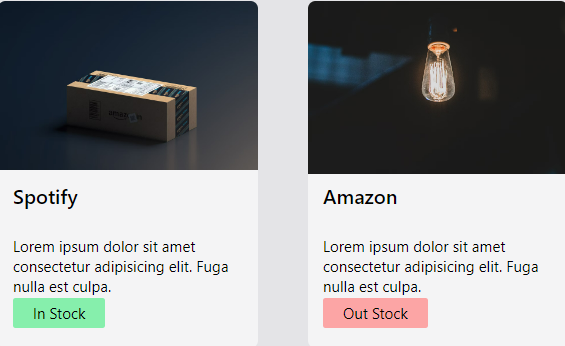 Spotify
Lorem ipsum dolor sit amet
consectetur adipisicing elit. Fuga
nulla est culpa.
In Stock
Amazon
Lorem ipsum dolor sit amet
consectetur adipisicing elit. Fuga
nulla est culpa.
Out Stock